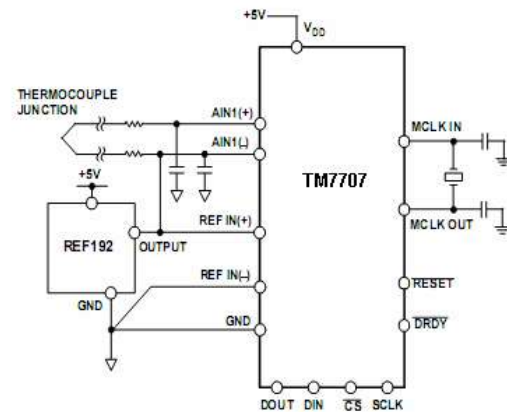 +5V
VDD
THERMOCOUPLE
JUNCTION
AIN1(+)
AIN1(–)
MCLK IN
TM7707
+5V
REF192
OUTPUT
REF IN(+)
MCLK OUT
REF IN(–)
GND
RESET
GND
DRDY
DOUT DIN CS SCLK